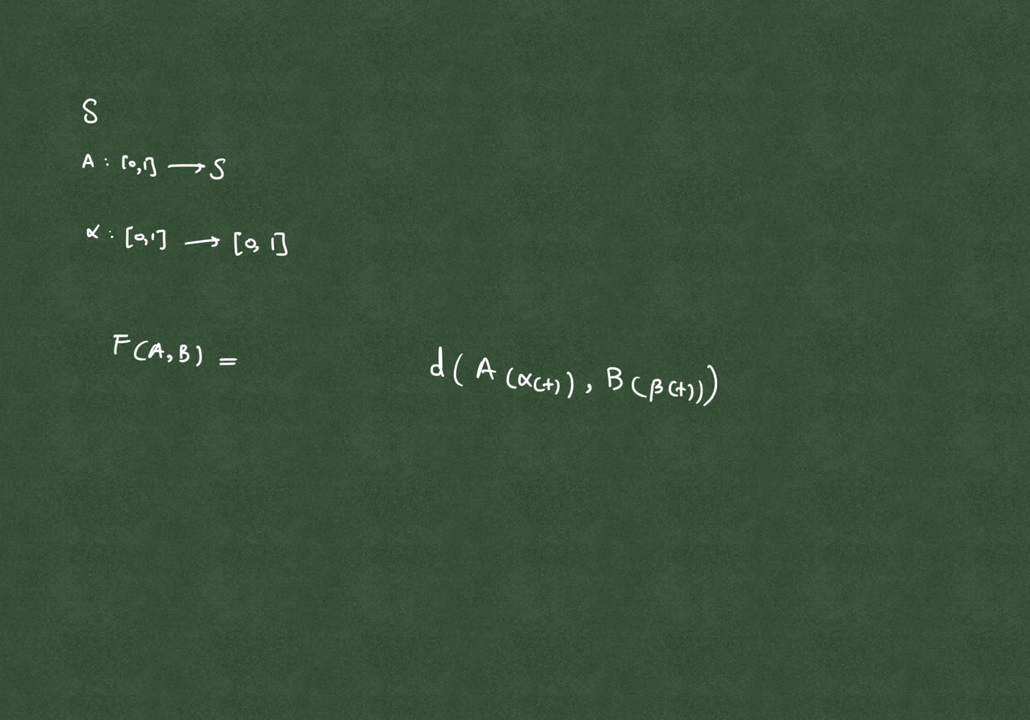 S
A : [0,1] → S
α : [0,1] → [0, 1]
F(A,B) = d(A(α(t)), B(β(t)))